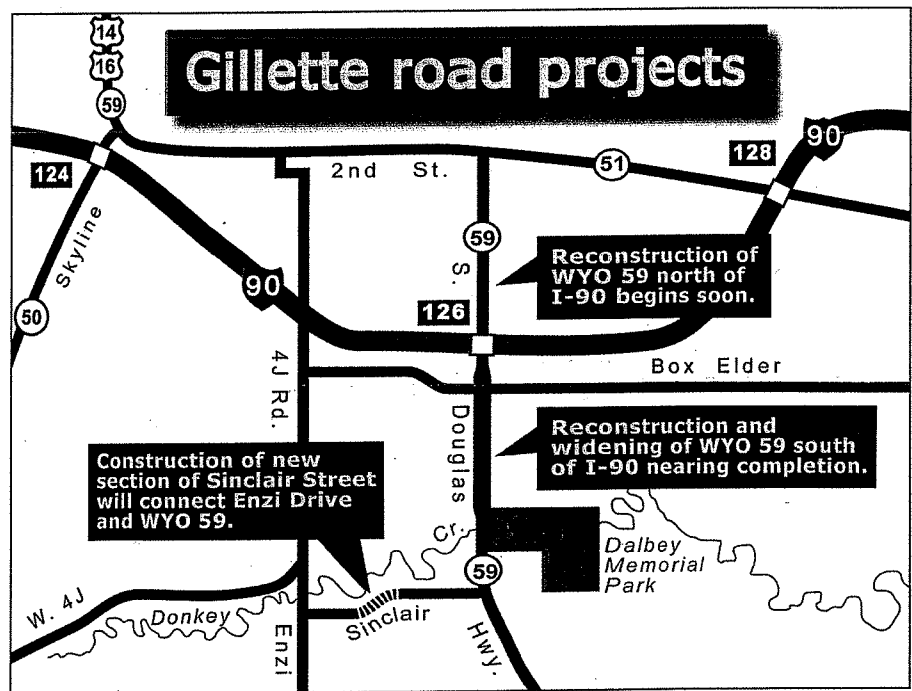 14
16
59
Gillette road projects
90
128
51
124
2nd St.
Skyline
59
S.
Reconstruction of
WYO 59 north of
I-90 begins soon.
90
126
50
4J Rd.
Box Elder
Douglas
Reconstruction and
widening of WYO 59 south
of I-90 nearing completion.
Construction of new
section of Sinclair Street
will connect Enzi Drive
and WYO 59.
Cr.
Dalbey
Memorial
Park
59
W. 4J
Donkey
Sinclair
Enzi
Hwy.